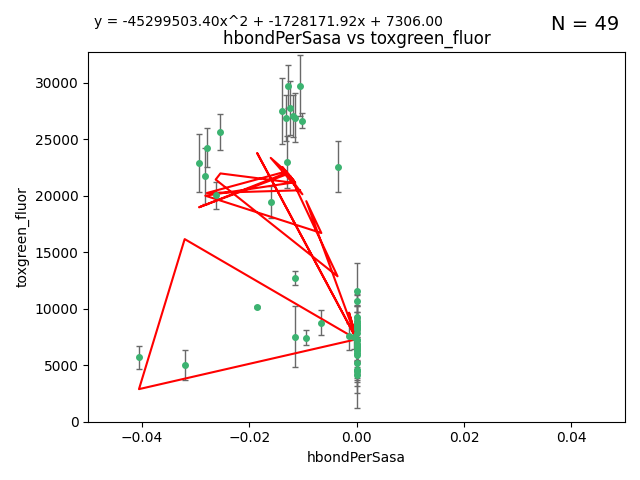 y = -45299503.40x^2 + -1728171.92x + 7306.00
N = 49
hbondPerSasa vs toxgreen_fluor
toxgreen_fluor
30000
25000
20000
15000
10000
5000
0
−0.04
−0.02
0.00
0.02
0.04
hbondPerSasa